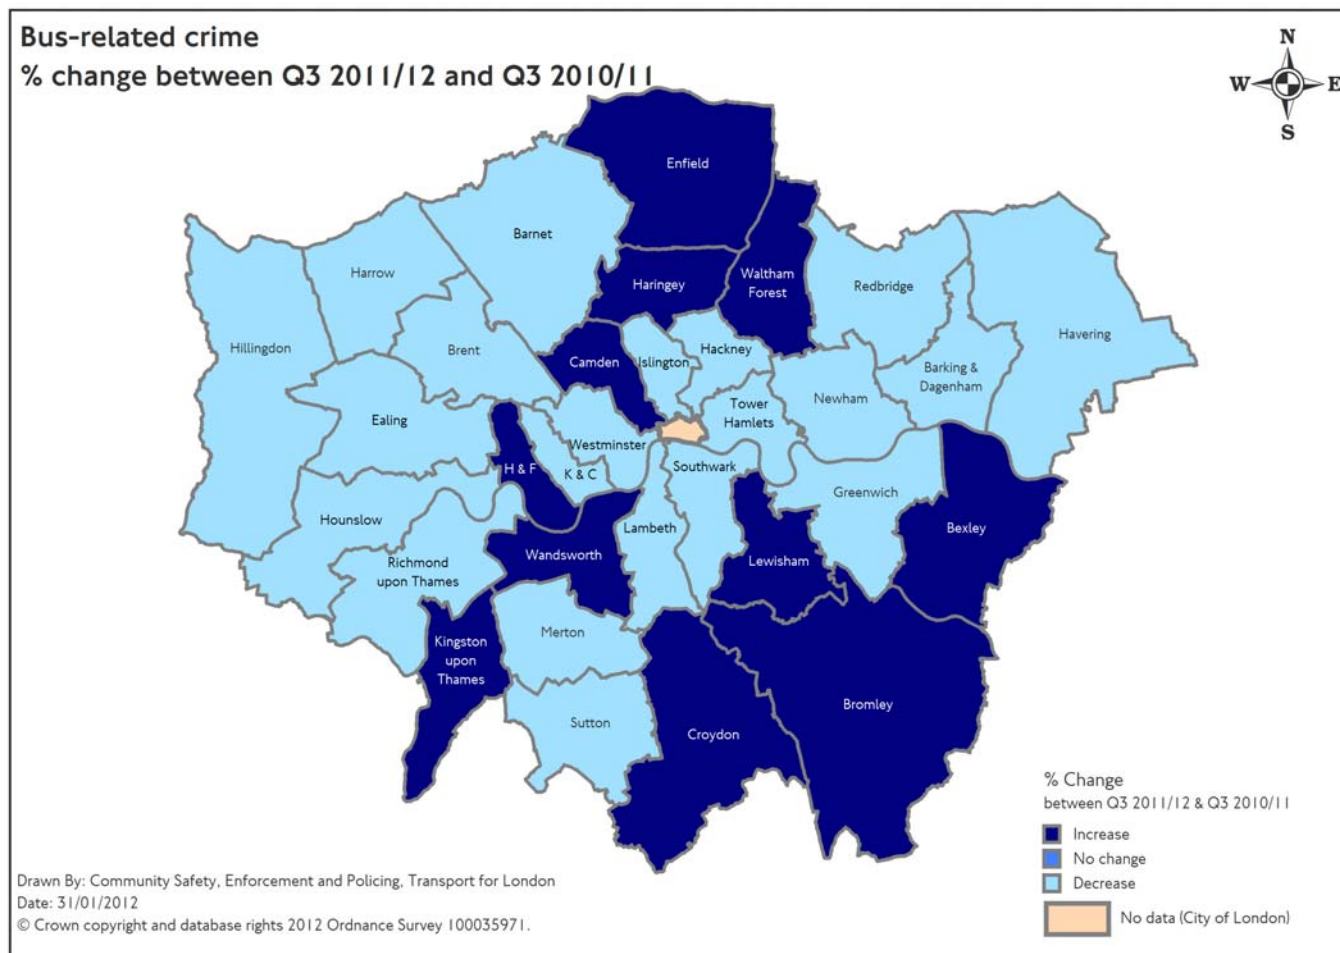 Bus-related crime
% change between Q3 2011/12 and Q3 2010/11
N
W
E
S
Enfield
Barnet
Haringey
Waltham
Forest
Harrow
Redbridge
Havering
Hillingdon
Brent
Camden
Islington
Hackney
Barking &
Dagenham
Newham
Ealing
Tower
Hamlets
Westminster
H & F
K & C
Southwark
Greenwich
Hounslow
Lambeth
Bexley
Richmond
upon Thames
Wandsworth
Lewisham
Kingston
upon
Thames
Merton
Sutton
Croydon
Bromley
% Change
between Q3 2011/12 & Q3 2010/11
Increase
No change
Decrease
No data (City of London)
Drawn By: Community Safety, Enforcement and Policing, Transport for London
Date: 31/01/2012
© Crown copyright and database rights 2012 Ordnance Survey 100035971.